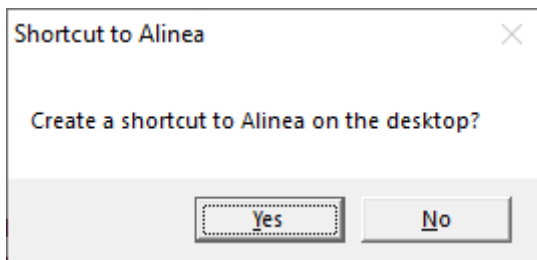 Shortcut to Alinea
Create a shortcut to Alinea on the desktop?
Yes
No